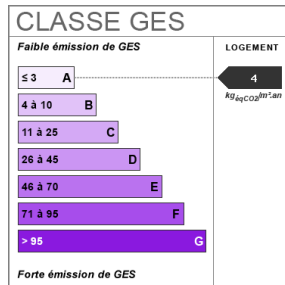 CLASSE GES
Faible émission de GES
LOGEMENT
≤ 3 A
4
kgéqCO2/m².an
4 à 10 B
11 à 25 C
26 à 45 D
46 à 70 E
71 à 95 F
> 95 G
Forte émission de GES